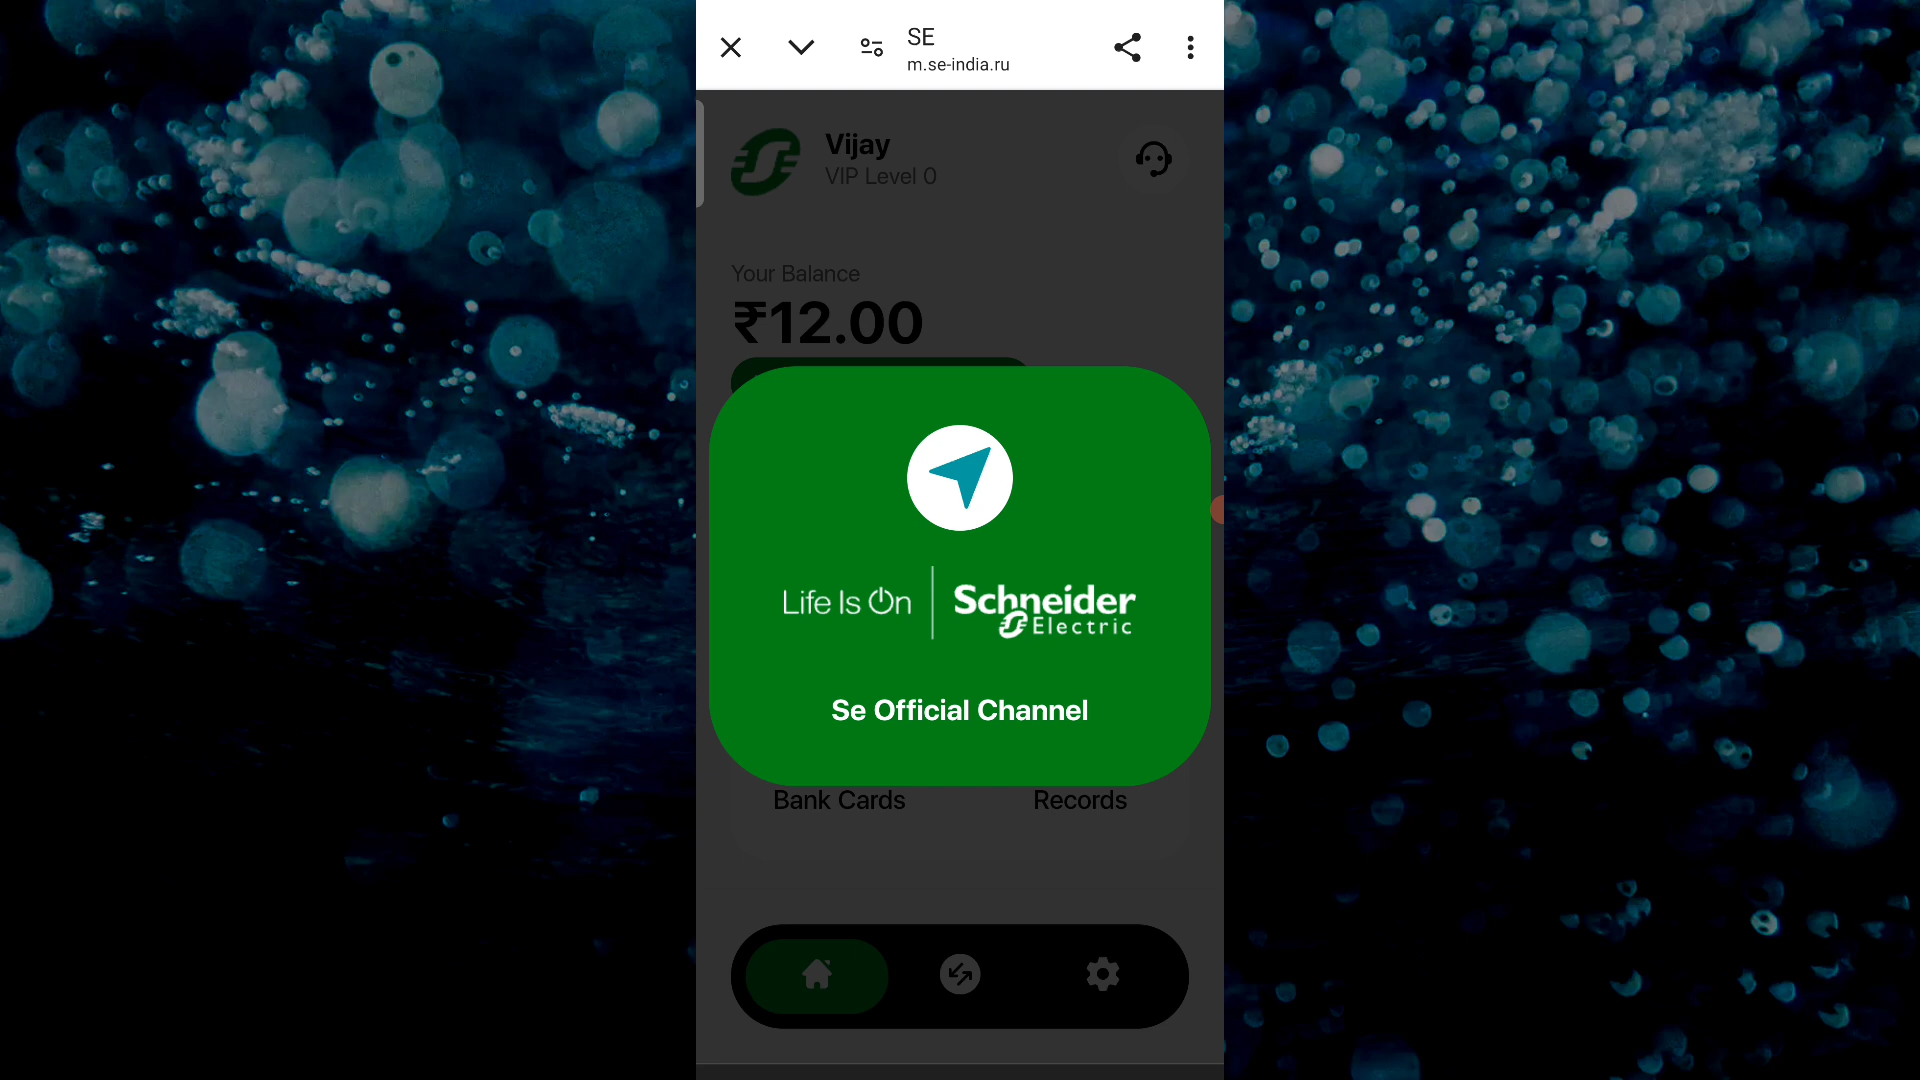 SE
m.se-india.ru
Vijay
VIP Level 0
Your Balance
₹12.00
Life Is On
Schneider
Electric
Se Official Channel
Bank Cards
Records